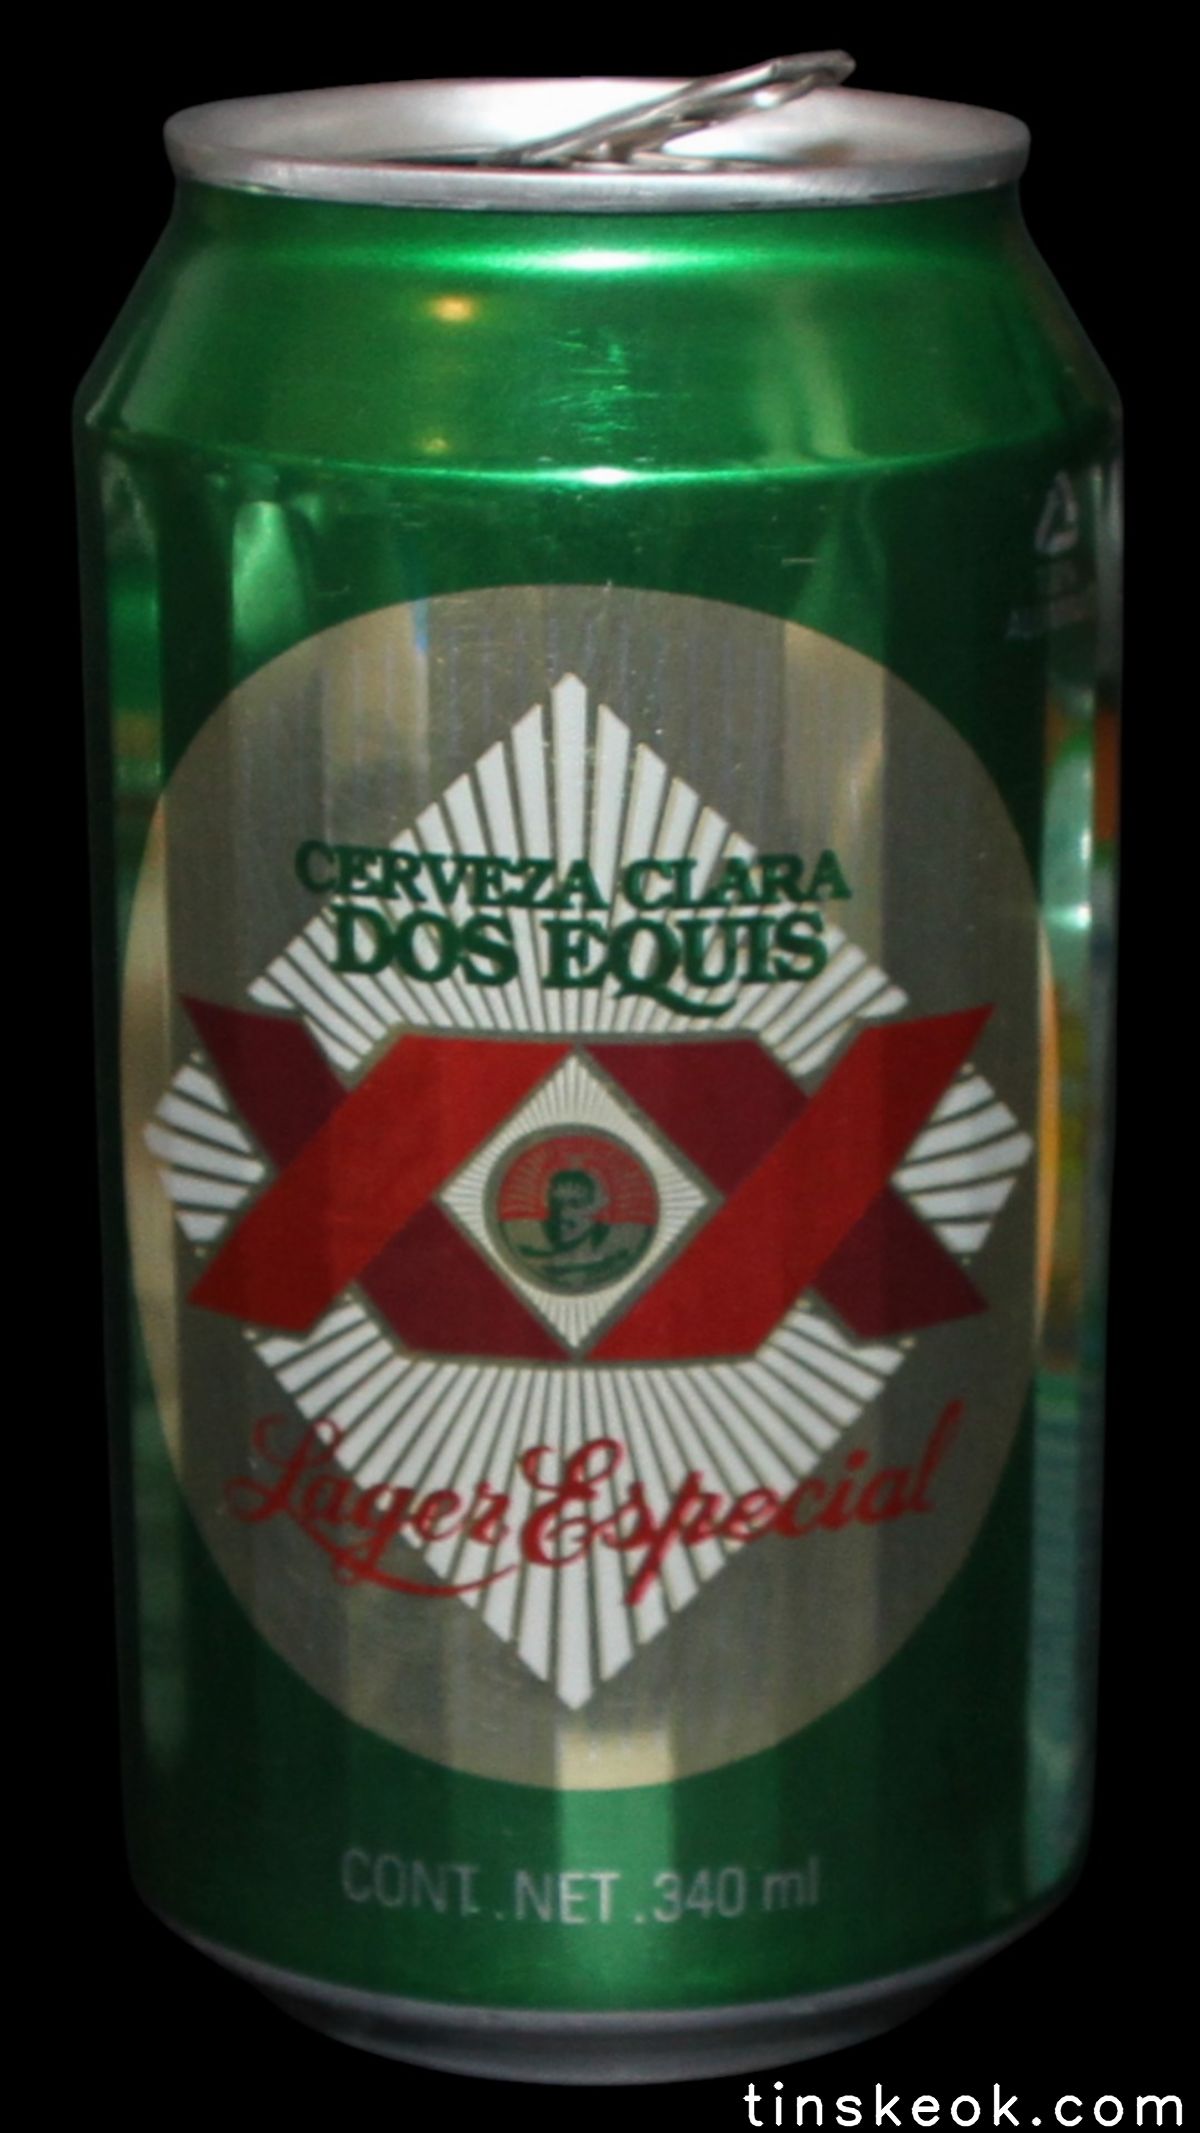 CERVEZA CLARA
DOS EQUIS
XX
Lager Especial
CONT. NET. 340 ml
tinskeok.com